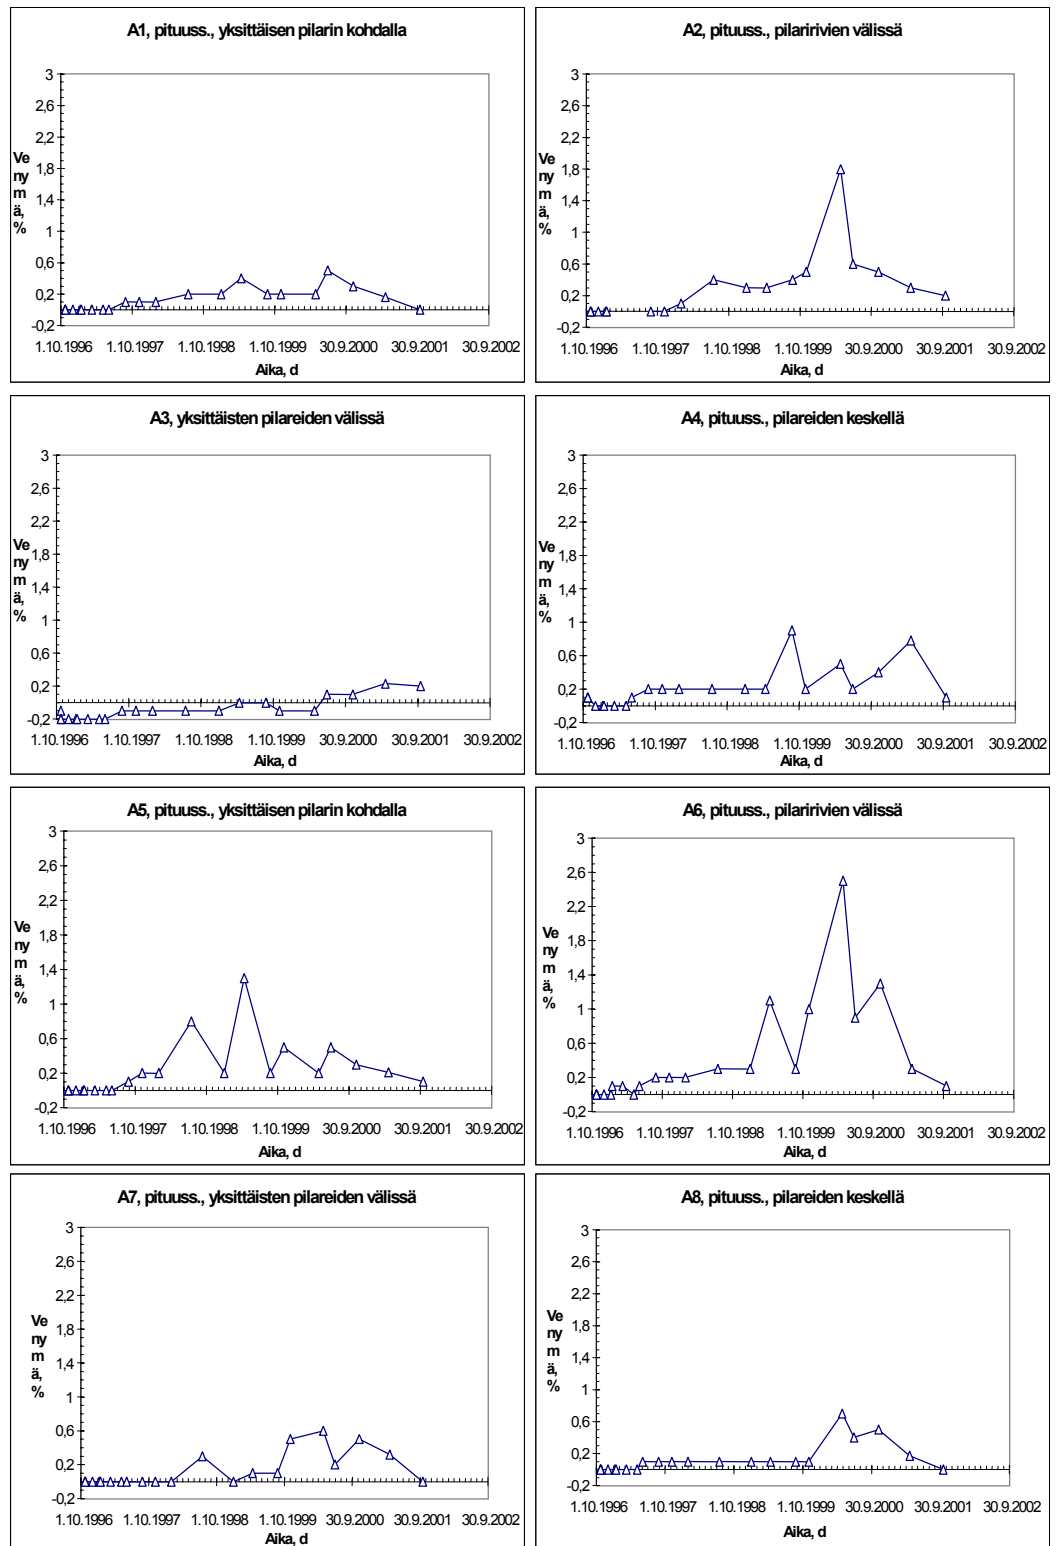 A1, pituuss., yksittäisen pilarin kohdalla
3
2,6
2,2
1,8
1,4
1
0,6
0,2
-0,2
Ve
ny
m
ä,
%
1.10.1996 1.10.1997 1.10.1998 1.10.1999 30.9.2000 30.9.2001 30.9.2002
Aika, d
A2, pituuss., pilaririvien välissä
3
2,6
2,2
1,8
1,4
1
0,6
0,2
-0,2
Ve
ny
m
ä,
%
1.10.1996 1.10.1997 1.10.1998 1.10.1999 30.9.2000 30.9.2001 30.9.2002
Aika, d
A3, yksittäisten pilareiden välissä
3
2,6
2,2
1,8
1,4
1
0,6
0,2
-0,2
Ve
ny
m
ä,
%
1.10.1996 1.10.1997 1.10.1998 1.10.1999 30.9.2000 30.9.2001 30.9.2002
Aika, d
A4, pituuss., pilareiden keskellä
3
2,6
2,2
1,8
1,4
1
0,6
0,2
-0,2
Ve
ny
m
ä,
%
1.10.1996 1.10.1997 1.10.1998 1.10.1999 30.9.2000 30.9.2001 30.9.2002
Aika, d
A5, pituuss., yksittäisen pilarin kohdalla
3
2,6
2,2
1,8
1,4
1
0,6
0,2
-0,2
Ve
ny
m
ä,
%
1.10.1996 1.10.1997 1.10.1998 1.10.1999 30.9.2000 30.9.2001 30.9.2002
Aika, d
A6, pituuss., pilaririvien välissä
3
2,6
2,2
1,8
1,4
1
0,6
0,2
-0,2
Ve
ny
m
ä,
%
1.10.1996 1.10.1997 1.10.1998 1.10.1999 30.9.2000 30.9.2001 30.9.2002
Aika, d
A7, pituuss., yksittäisten pilareiden välissä
3
2,6
2,2
1,8
1,4
1
0,6
0,2
-0,2
Ve
ny
m
ä,
%
1.10.1996 1.10.1997 1.10.1998 1.10.1999 30.9.2000 30.9.2001 30.9.2002
Aika, d
A8, pituuss., pilareiden keskellä
3
2,6
2,2
1,8
1,4
1
0,6
0,2
-0,2
Ve
ny
m
ä,
%
1.10.1996 1.10.1997 1.10.1998 1.10.1999 30.9.2000 30.9.2001 30.9.2002
Aika, d